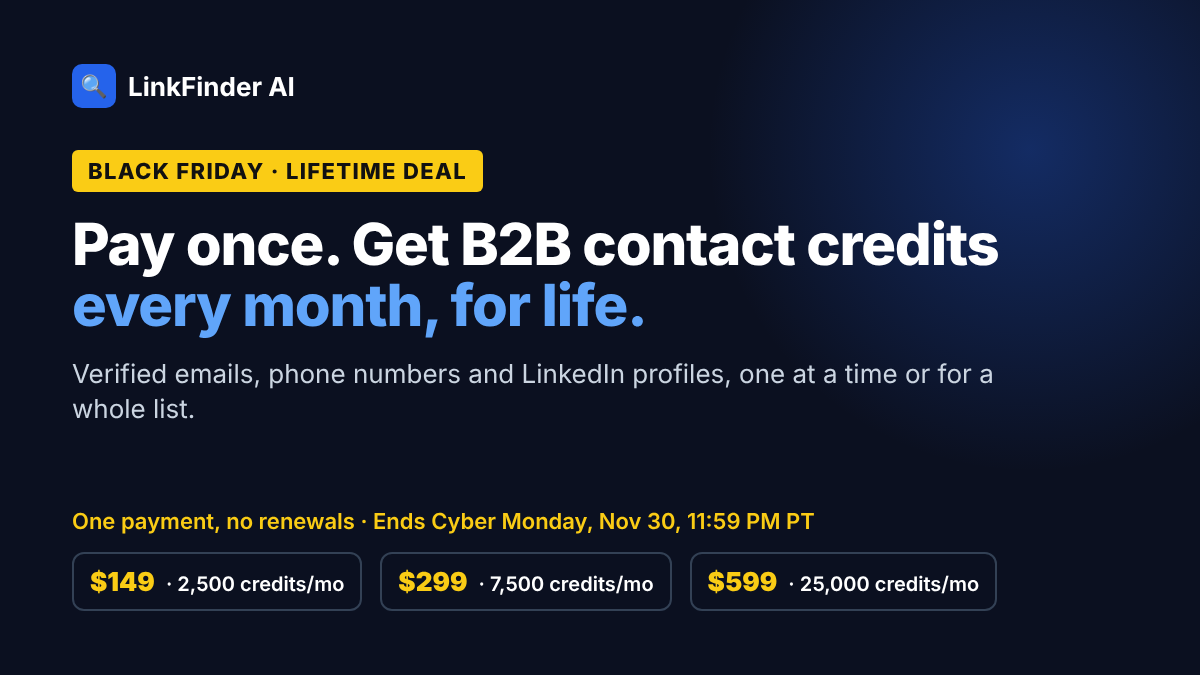 LinkFinder AI
BLACK FRIDAY · LIFETIME DEAL
Pay once. Get B2B contact credits
every month, for life.
Verified emails, phone numbers and LinkedIn profiles, one at a time or for a
whole list.
One payment, no renewals · Ends Cyber Monday, Nov 30, 11:59 PM PT
$149 · 2,500 credits/mo
$299 · 7,500 credits/mo
$599 · 25,000 credits/mo